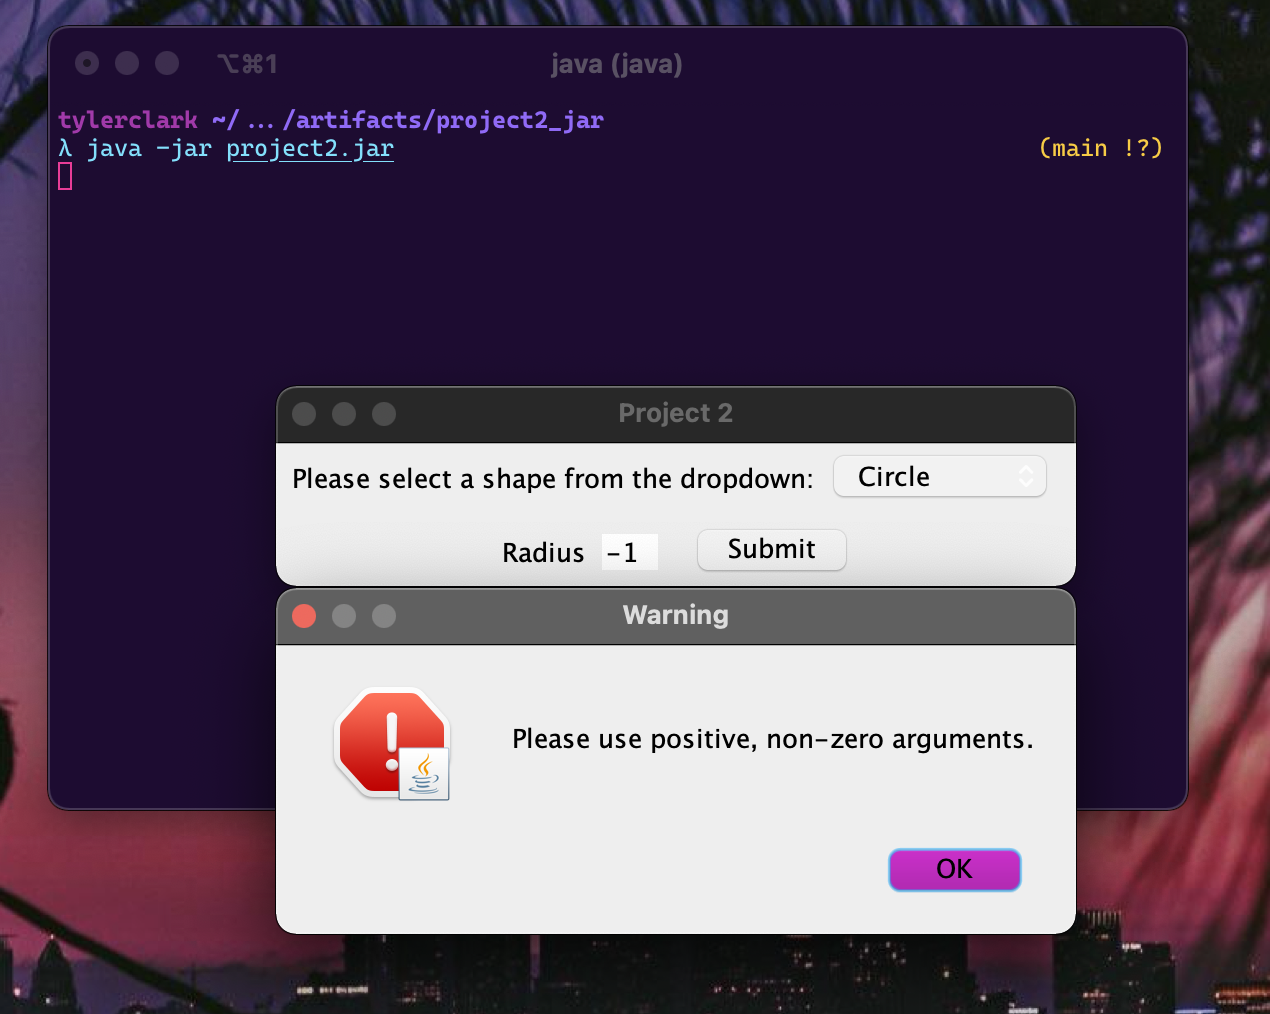 ⌥⌘1 java (java)
tylerclark ~/ … /artifacts/project2_jar
λ java -jar project2.jar (main !?)
Project 2
Please select a shape from the dropdown: Circle
Radius -1 Submit
Warning
Please use positive, non-zero arguments.
OK